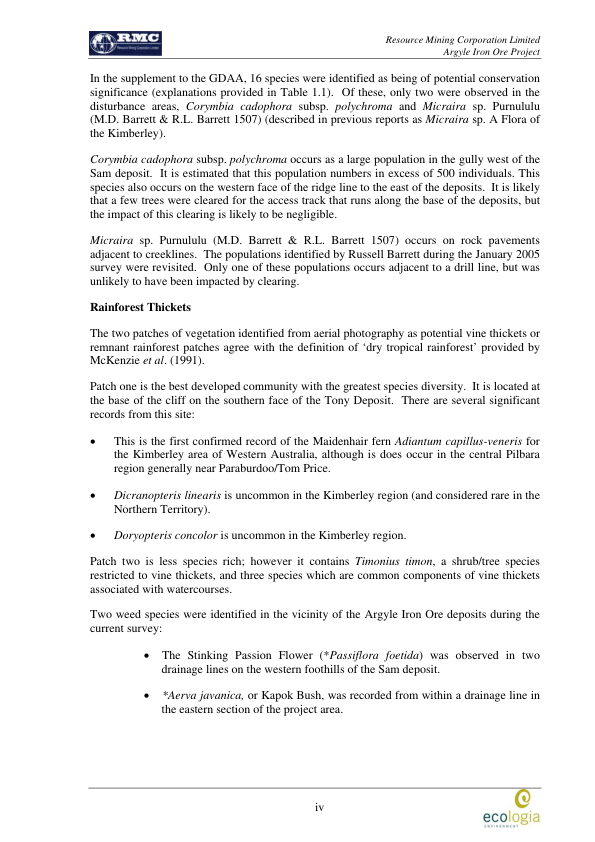 RMC
Resource Mining Corporation Limited
Resource Mining Corporation Limited
Argyle Iron Ore Project
In the supplement to the GDAA, 16 species were identified as being of potential conservation
significance (explanations provided in Table 1.1).  Of these, only two were observed in the
disturbance areas, Corymbia cadophora subsp. polychroma and Micraira sp. Purnululu
(M.D. Barrett & R.L. Barrett 1507) (described in previous reports as Micraira sp. A Flora of
the Kimberley).
Corymbia cadophora subsp. polychroma occurs as a large population in the gully west of the
Sam deposit.  It is estimated that this population numbers in excess of 500 individuals. This
species also occurs on the western face of the ridge line to the east of the deposits.  It is likely
that a few trees were cleared for the access track that runs along the base of the deposits, but
the impact of this clearing is likely to be negligible.
Micraira sp. Purnululu (M.D. Barrett & R.L. Barrett 1507) occurs on rock pavements
adjacent to creeklines.  The populations identified by Russell Barrett during the January 2005
survey were revisited.  Only one of these populations occurs adjacent to a drill line, but was
unlikely to have been impacted by clearing.
Rainforest Thickets
The two patches of vegetation identified from aerial photography as potential vine thickets or
remnant rainforest patches agree with the definition of ‘dry tropical rainforest’ provided by
McKenzie et al. (1991).
Patch one is the best developed community with the greatest species diversity.  It is located at
the base of the cliff on the southern face of the Tony Deposit.  There are several significant
records from this site:
• This is the first confirmed record of the Maidenhair fern Adiantum capillus-veneris for
the Kimberley area of Western Australia, although is does occur in the central Pilbara
region generally near Paraburdoo/Tom Price.
• Dicranopteris linearis is uncommon in the Kimberley region (and considered rare in the
Northern Territory).
• Doryopteris concolor is uncommon in the Kimberley region.
Patch two is less species rich; however it contains Timonius timon, a shrub/tree species
restricted to vine thickets, and three species which are common components of vine thickets
associated with watercourses.
Two weed species were identified in the vicinity of the Argyle Iron Ore deposits during the
current survey:
• The Stinking Passion Flower (*Passiflora foetida) was observed in two
drainage lines on the western foothills of the Sam deposit.
• *Aerva javanica, or Kapok Bush, was recorded from within a drainage line in
the eastern section of the project area.
iv
ecologia
ENVIRONMENT